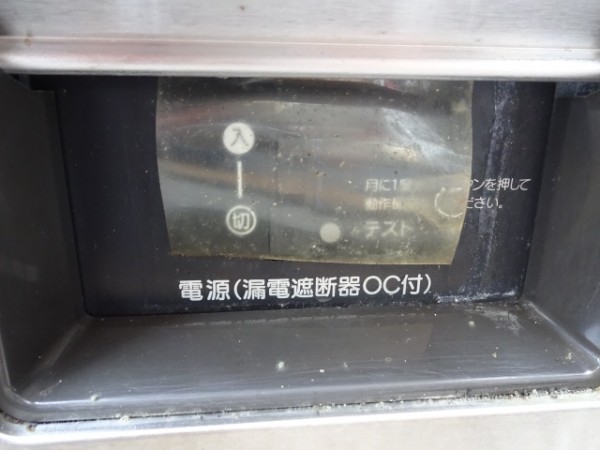 入
切
月に1 ンを押して
動作 ださい。
テスト
電源(漏電遮断器OC付)